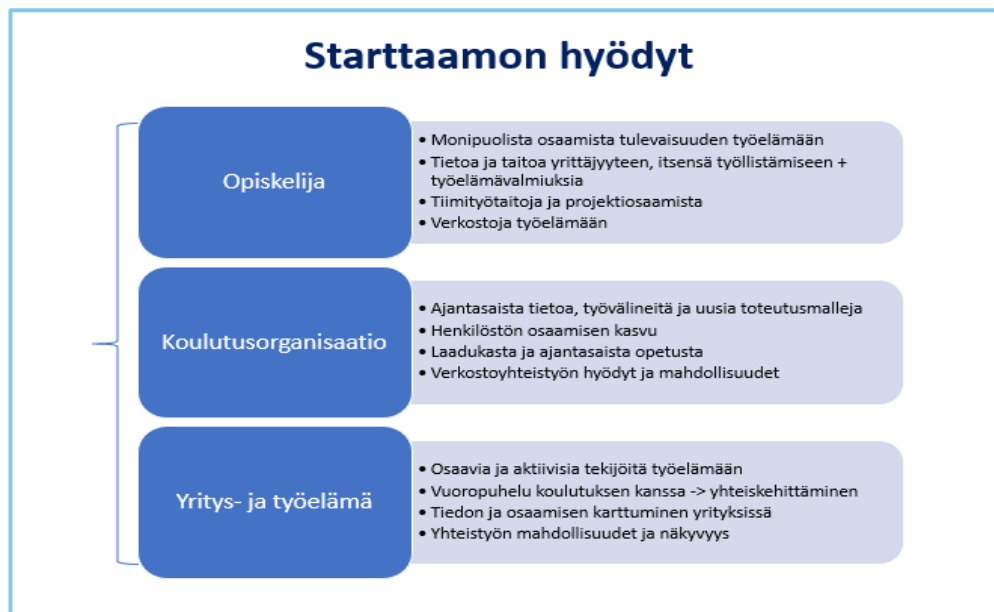 Starttaamon hyödyt
Opiskelija
• Monipuolista osaamista tulevaisuuden työelämään
• Tietoa ja taitoa yrittäjyyteen, itsensä työllistämiseen +
työelämävalmiuksia
• Tiimityötaitoja ja projektiosaamista
• Verkostoja työelämään
Koulutusorganisaatio
• Ajantasaista tietoa, työvälineitä ja uusia toteutusmalleja
• Henkilöstön osaamisen kasvu
• Laadukasta ja ajantasaista opetusta
• Verkostoyhteistyön hyödyt ja mahdollisuudet
Yritys- ja työelämä
• Osaavia ja aktiivisia tekijöitä työelämään
• Vuoropuhelu koulutuksen kanssa -> yhteiskehittäminen
• Tiedon ja osaamisen karttuminen yrityksissä
• Yhteistyön mahdollisuudet ja näkyvyys